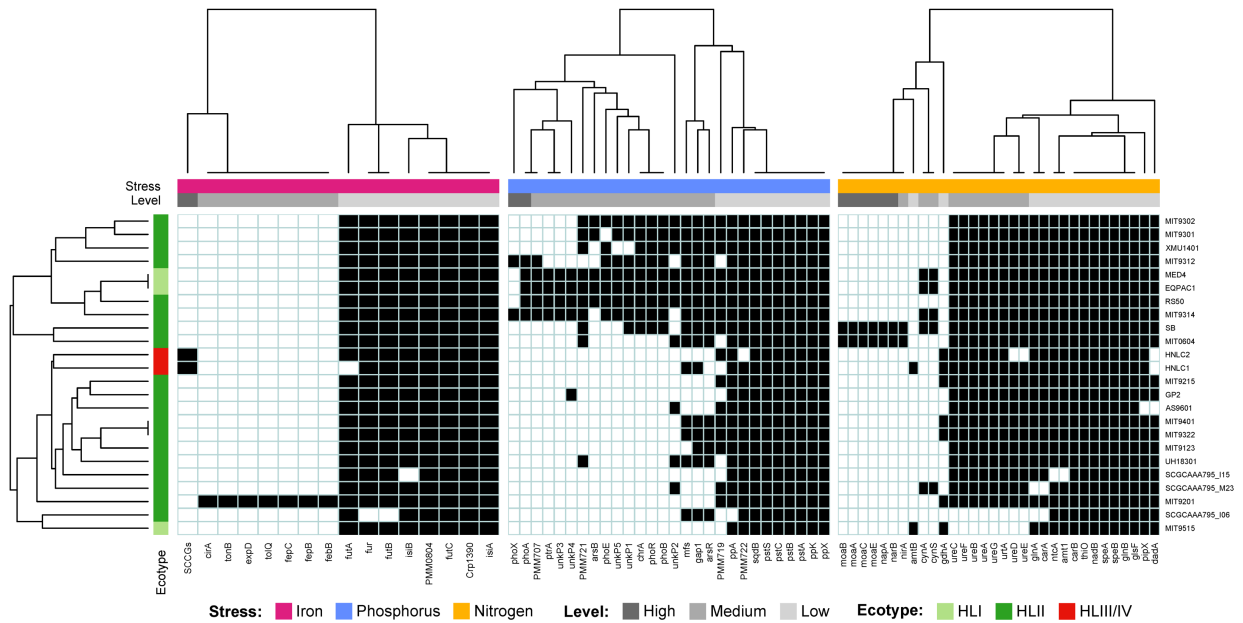 Stress
Level
MIT9302
MIT9301
XMU1401
MIT9312
MED4
EQPAC1
RS50
MIT9314
SB
MIT0604
HNLC2
HNLC1
MIT9215
GP2
AS9601
MIT9401
MIT9322
MIT9123
UH18301
SCGCAAA795_I15
SCGCAAA795_M23
MIT9201
SCGCAAA795_I06
MIT9515
Ecotype
SCCGs
cirA
tonB
expD
tolQ
fepC
fepB
febB
futA
fur
futB
isiB
PMM0804
futC
Crp1390
isiA
phoX
phoA
PMM707
ptrA
unkP3
unkP4
PMM721
arsB
phoE
unkP5
unkP1
chrA
phoR
phoB
unkP2
mfs
gap1
arsR
PMM719
ppA
PMM722
sqdB
pstS
pstC
pstB
pstA
ppK
ppX
moaB
moaA
moaC
moaE
napA
narB
nirA
amtB
cynA
cynS
gdhA
ureC
ureF
ureB
ureA
ureG
urtA
ureD
ureE
glnA
carA
ntcA
amt1
carB
thiO
nadB
speA
speB
glnB
glsF
pipX
dadA
Stress: Iron Phosphorus Nitrogen Level: High Medium Low Ecotype: HLI HLII HLIII/IV